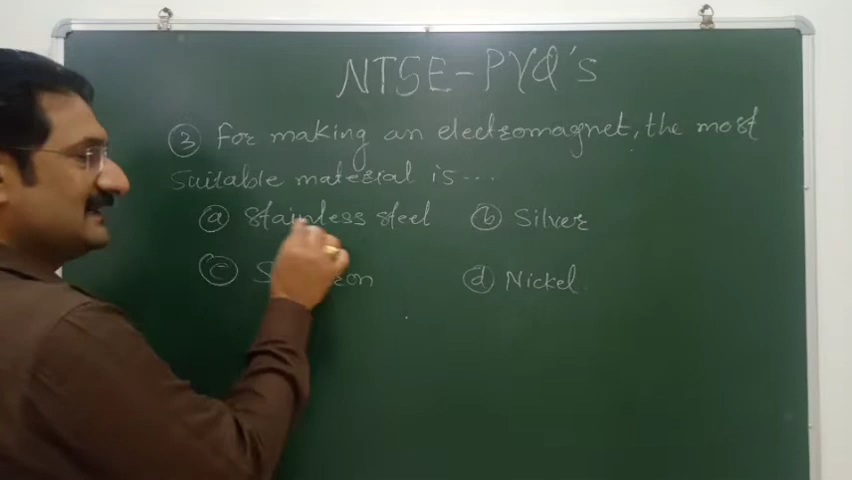 NTSE-PYQ's
③ For making an electromagnet, the most
suitable material is...
ⓐ Stainless steel ⓑ Silver
ⓒ ⓓ Nickel